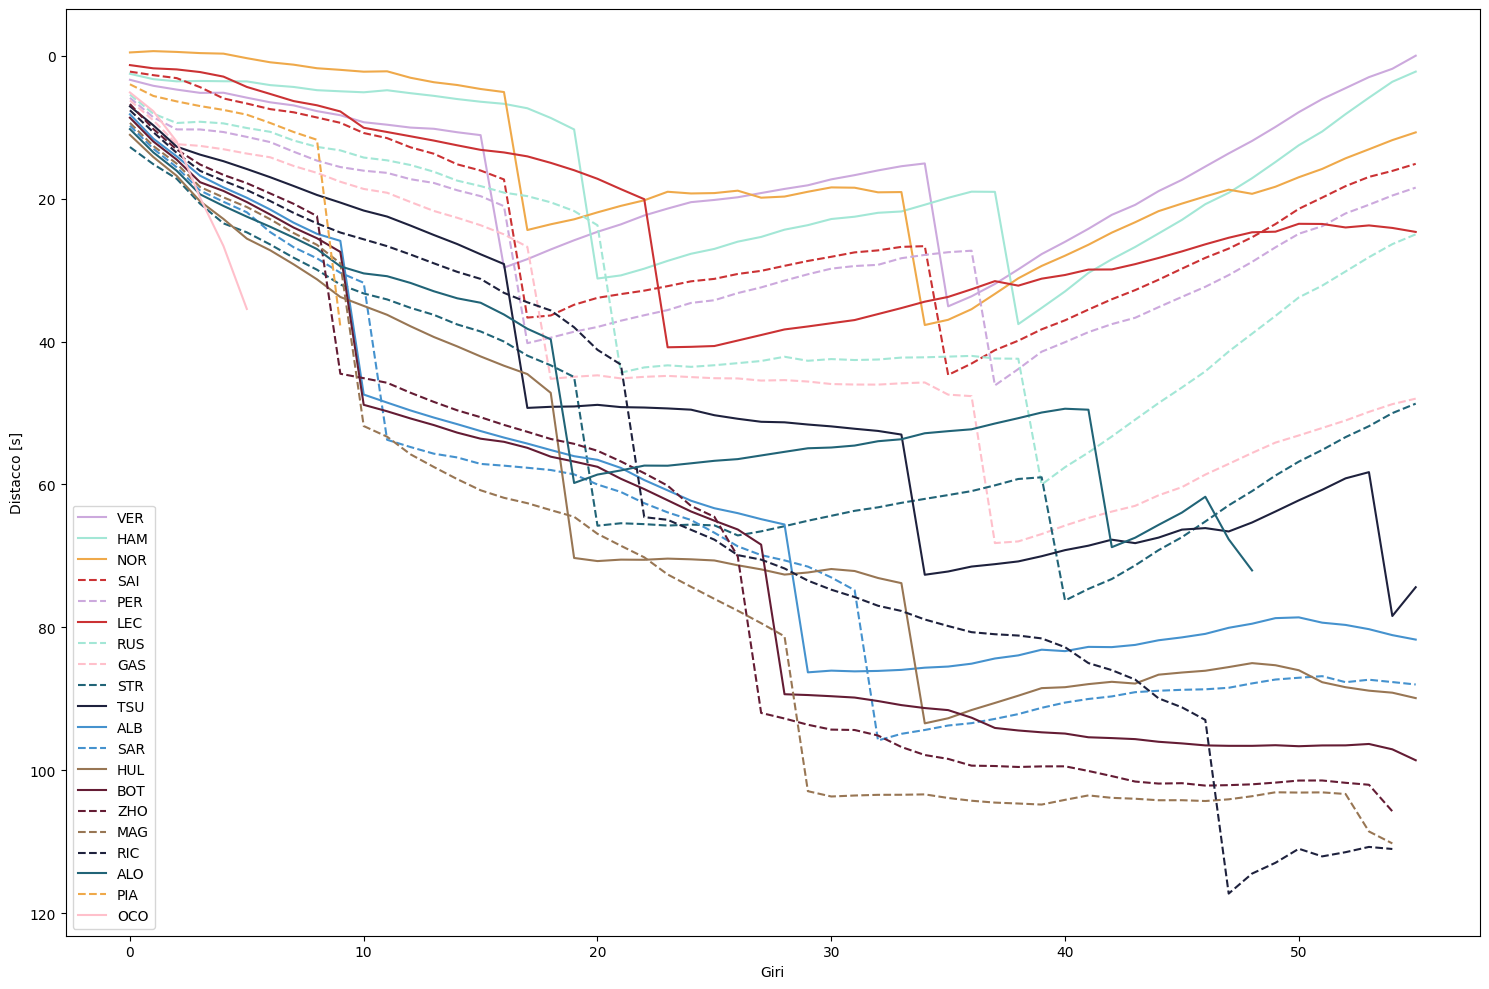 0
20
40
60
80
100
120
Distacco [s]
VER
HAM
NOR
SAI
PER
LEC
RUS
GAS
STR
TSU
ALB
SAR
HUL
BOT
ZHO
MAG
RIC
ALO
PIA
OCO
0 10 20 30 40 50
Giri